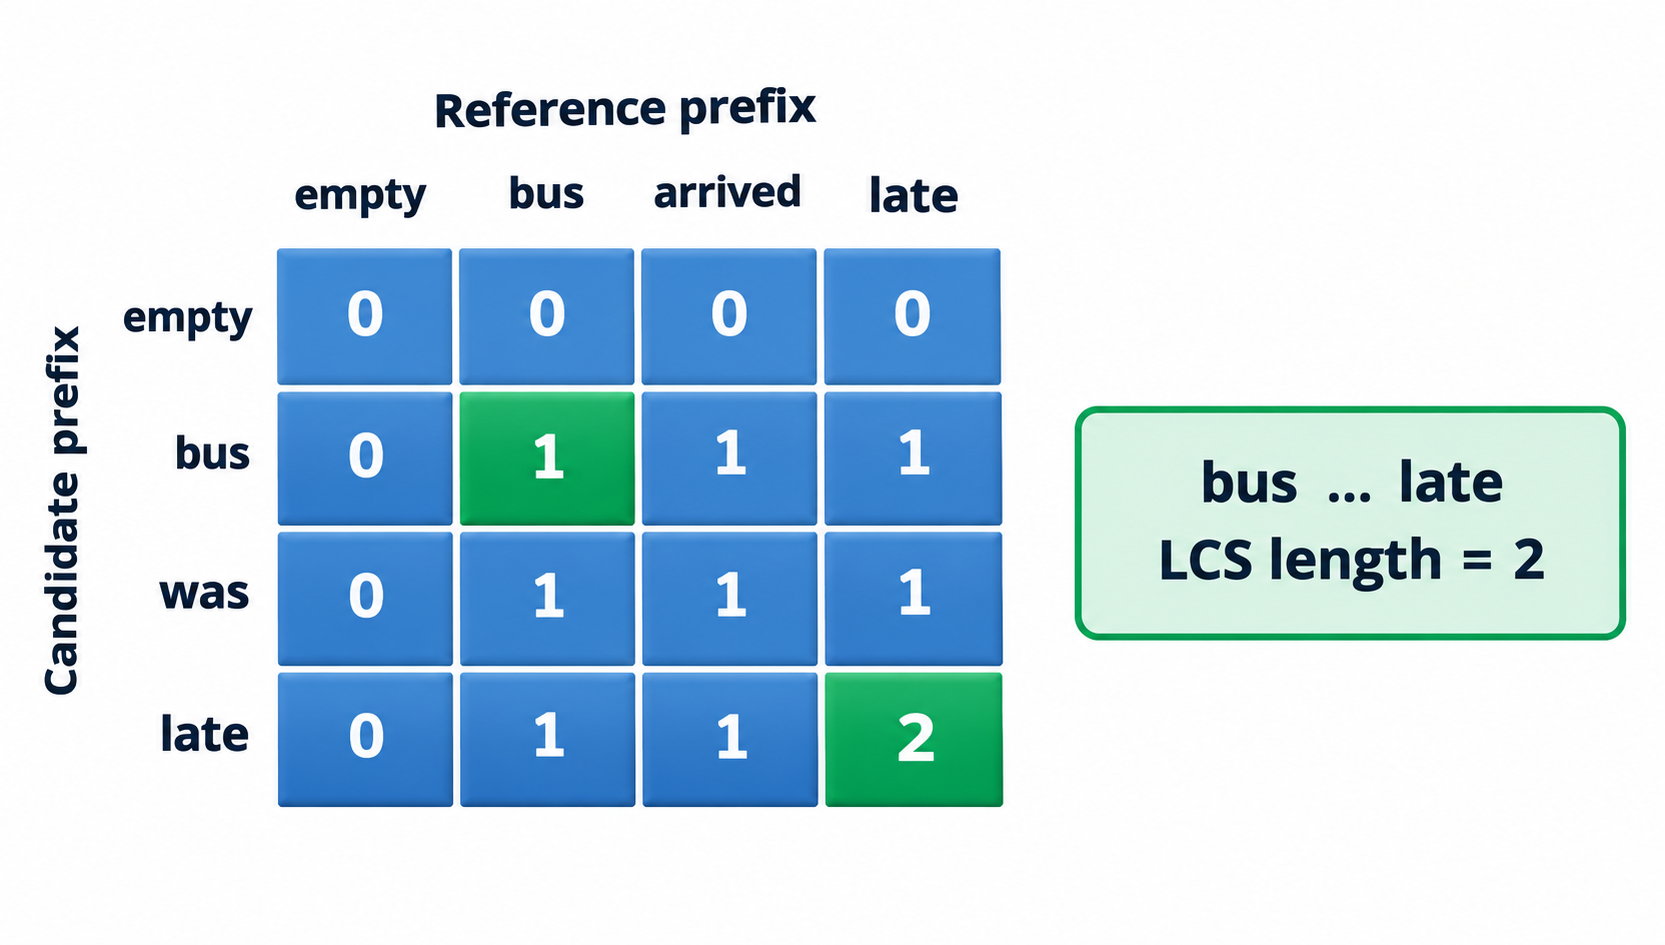 Reference prefix
empty bus arrived late
Candidate prefix
empty 0 0 0 0
bus 0 1 1 1
was 0 1 1 1
late 0 1 1 2
bus ... late
LCS length = 2